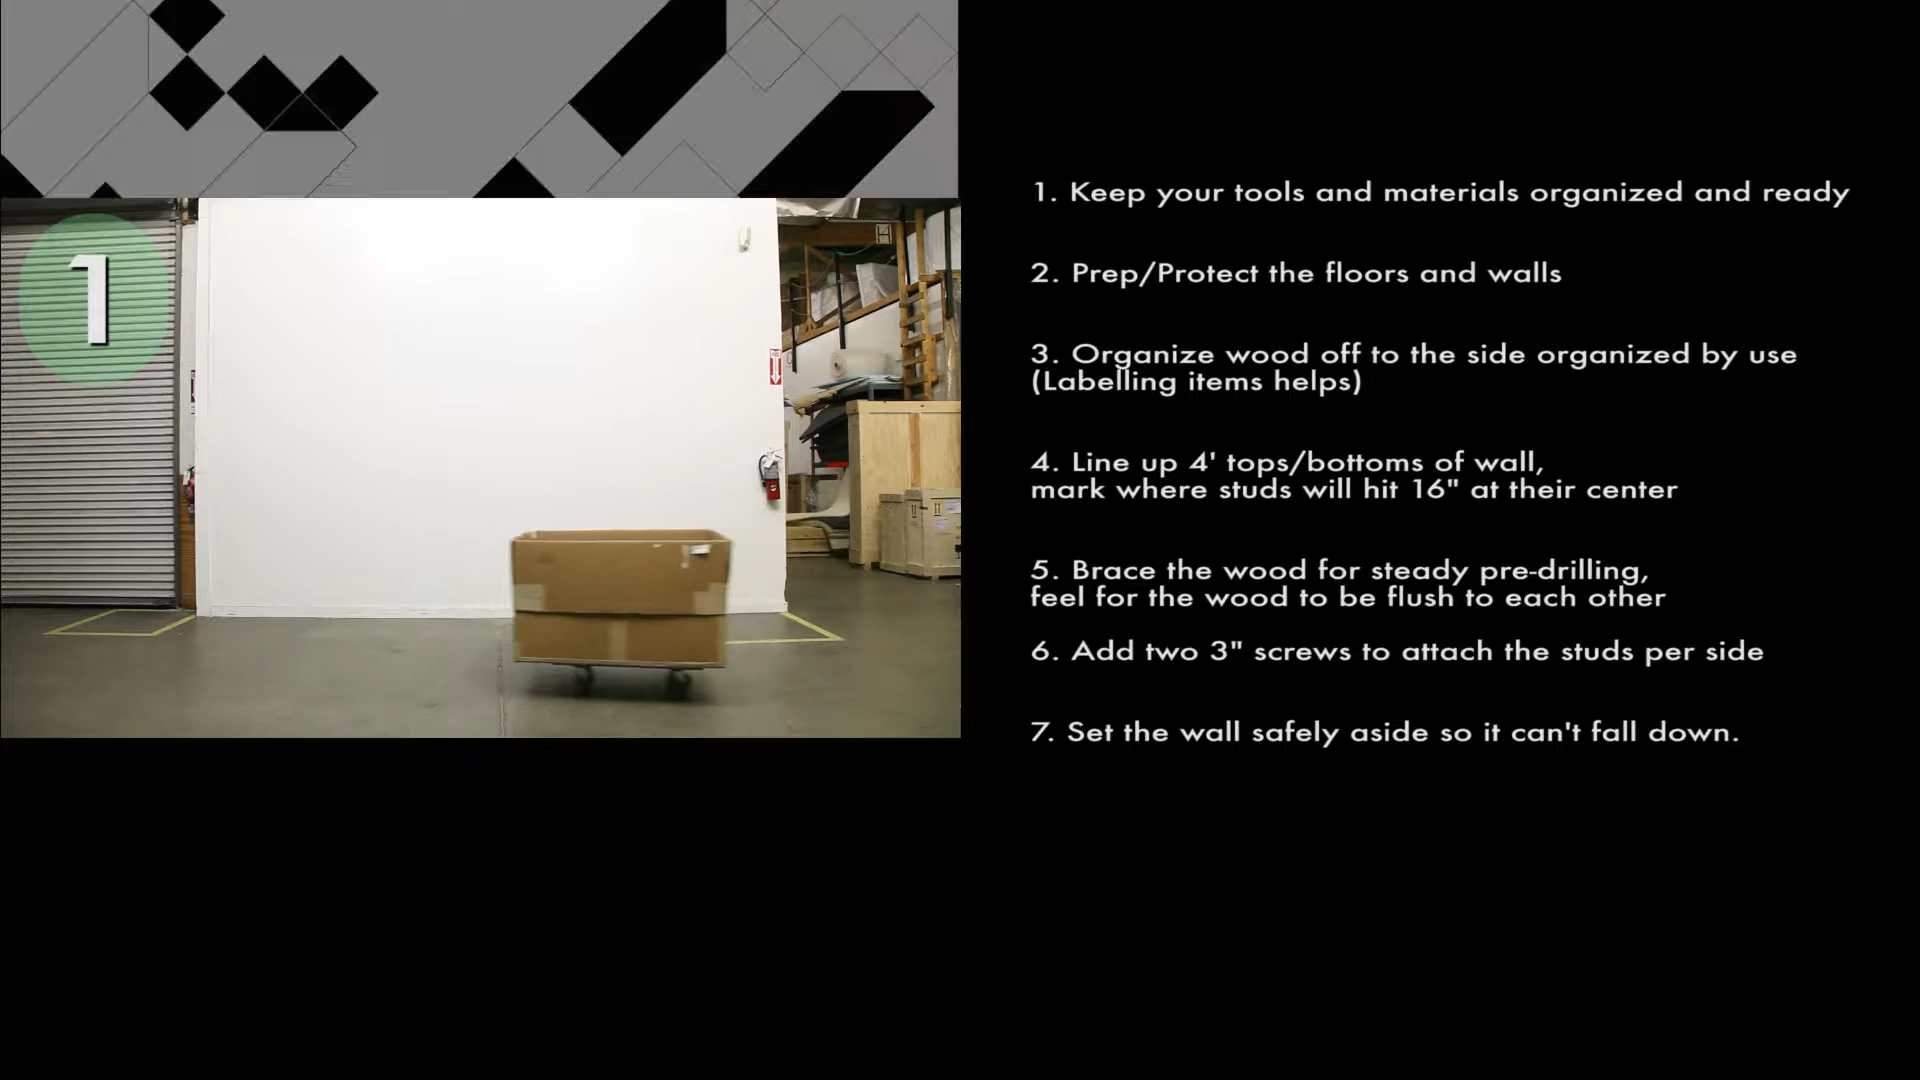 1
1. Keep your tools and materials organized and ready
2. Prep/Protect the floors and walls
3. Organize wood off to the side organized by use
(Labelling items helps)
4. Line up 4' tops/bottoms of wall,
mark where studs will hit 16" at their center
5. Brace the wood for steady pre-drilling,
feel for the wood to be flush to each other
6. Add two 3" screws to attach the studs per side
7. Set the wall safely aside so it can't fall down.